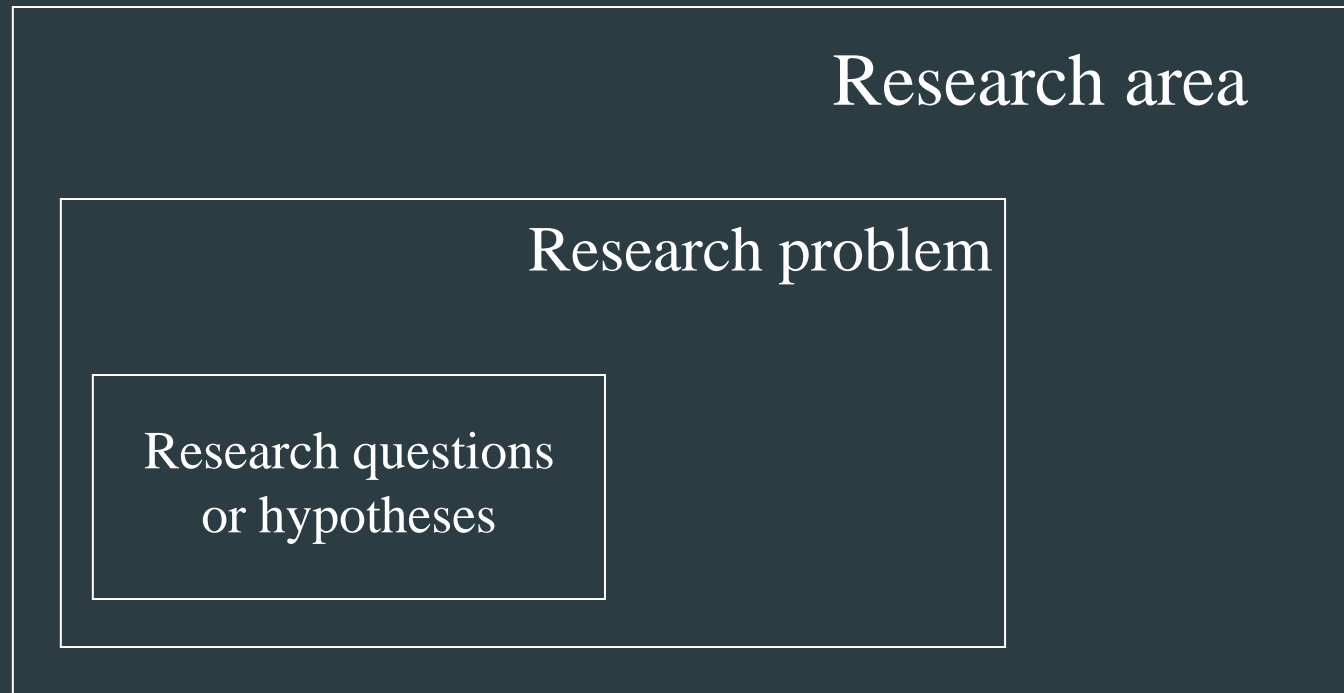 Research area
Research problem
Research questions
or hypotheses